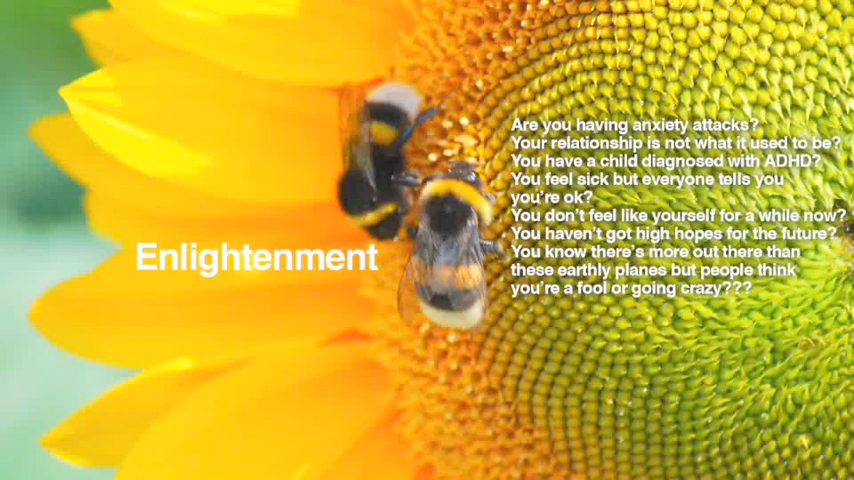 Enlightenment
Are you having anxiety attacks?
Your relationship is not what it used to be?
You have a child diagnosed with ADHD?
You feel sick but everyone tells you
you're ok?
You don't feel like yourself for a while now?
You haven't got high hopes for the future?
You know there's more out there than
these earthly planes but people think
you're a fool or going crazy???